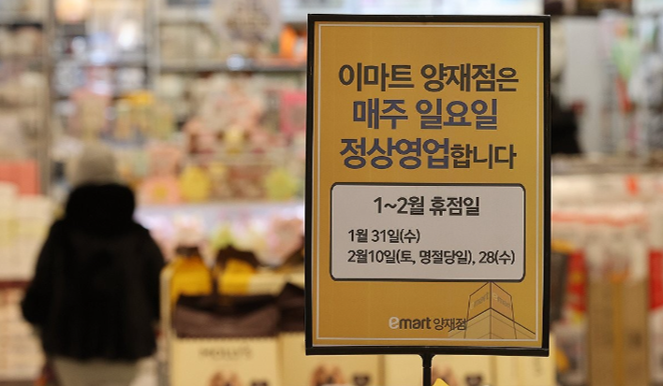 이마트 양재점은
매주 일요일
정상영업합니다
1~2월 휴점일
1월 31일(수)
2월10일(토, 명절당일), 28(수)
emart 양재점